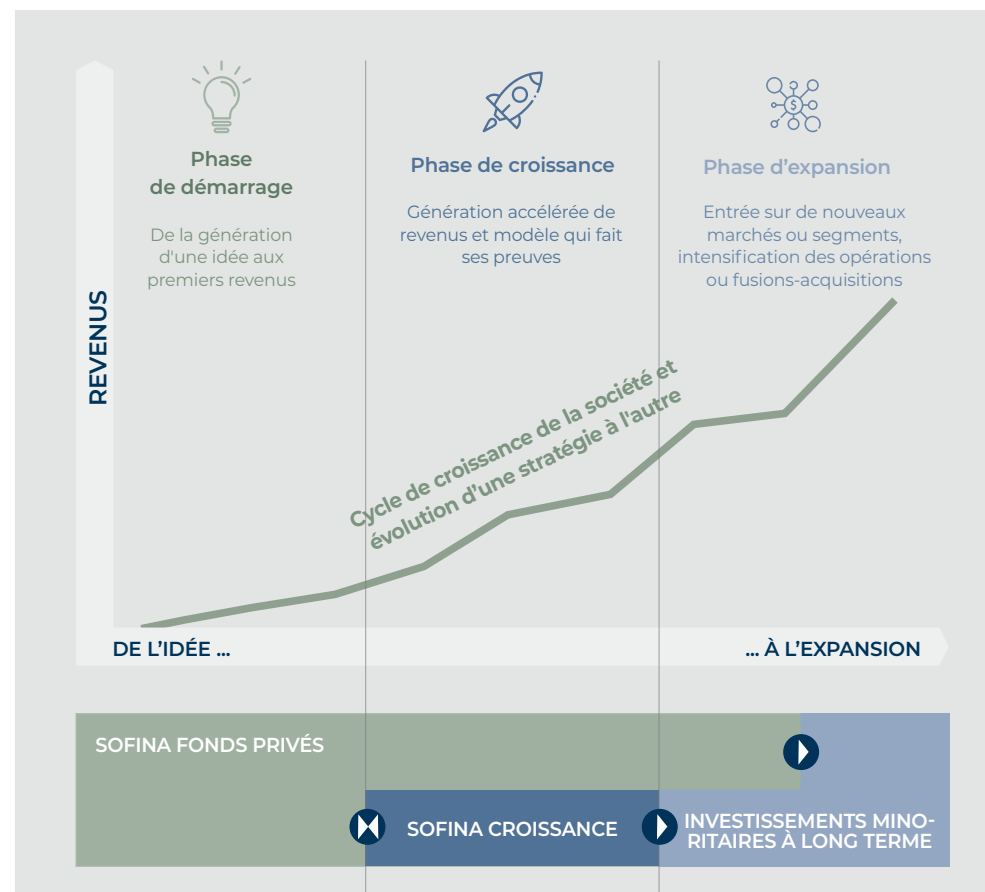 Phase
de démarrage
De la génération
d'une idée aux
premiers revenus
Phase de croissance
Génération accélérée de
revenus et modèle qui fait
ses preuves
Phase d’expansion
Entrée sur de nouveaux
marchés ou segments,
intensification des opérations
ou fusions-acquisitions
REVENUS
Cycle de croissance de la société et
évolution d’une stratégie à l'autre
DE L’IDÉE ...
... À L’EXPANSION
SOFINA FONDS PRIVÉS
SOFINA CROISSANCE
INVESTISSEMENTS MINO-
RITAIRES À LONG TERME
$